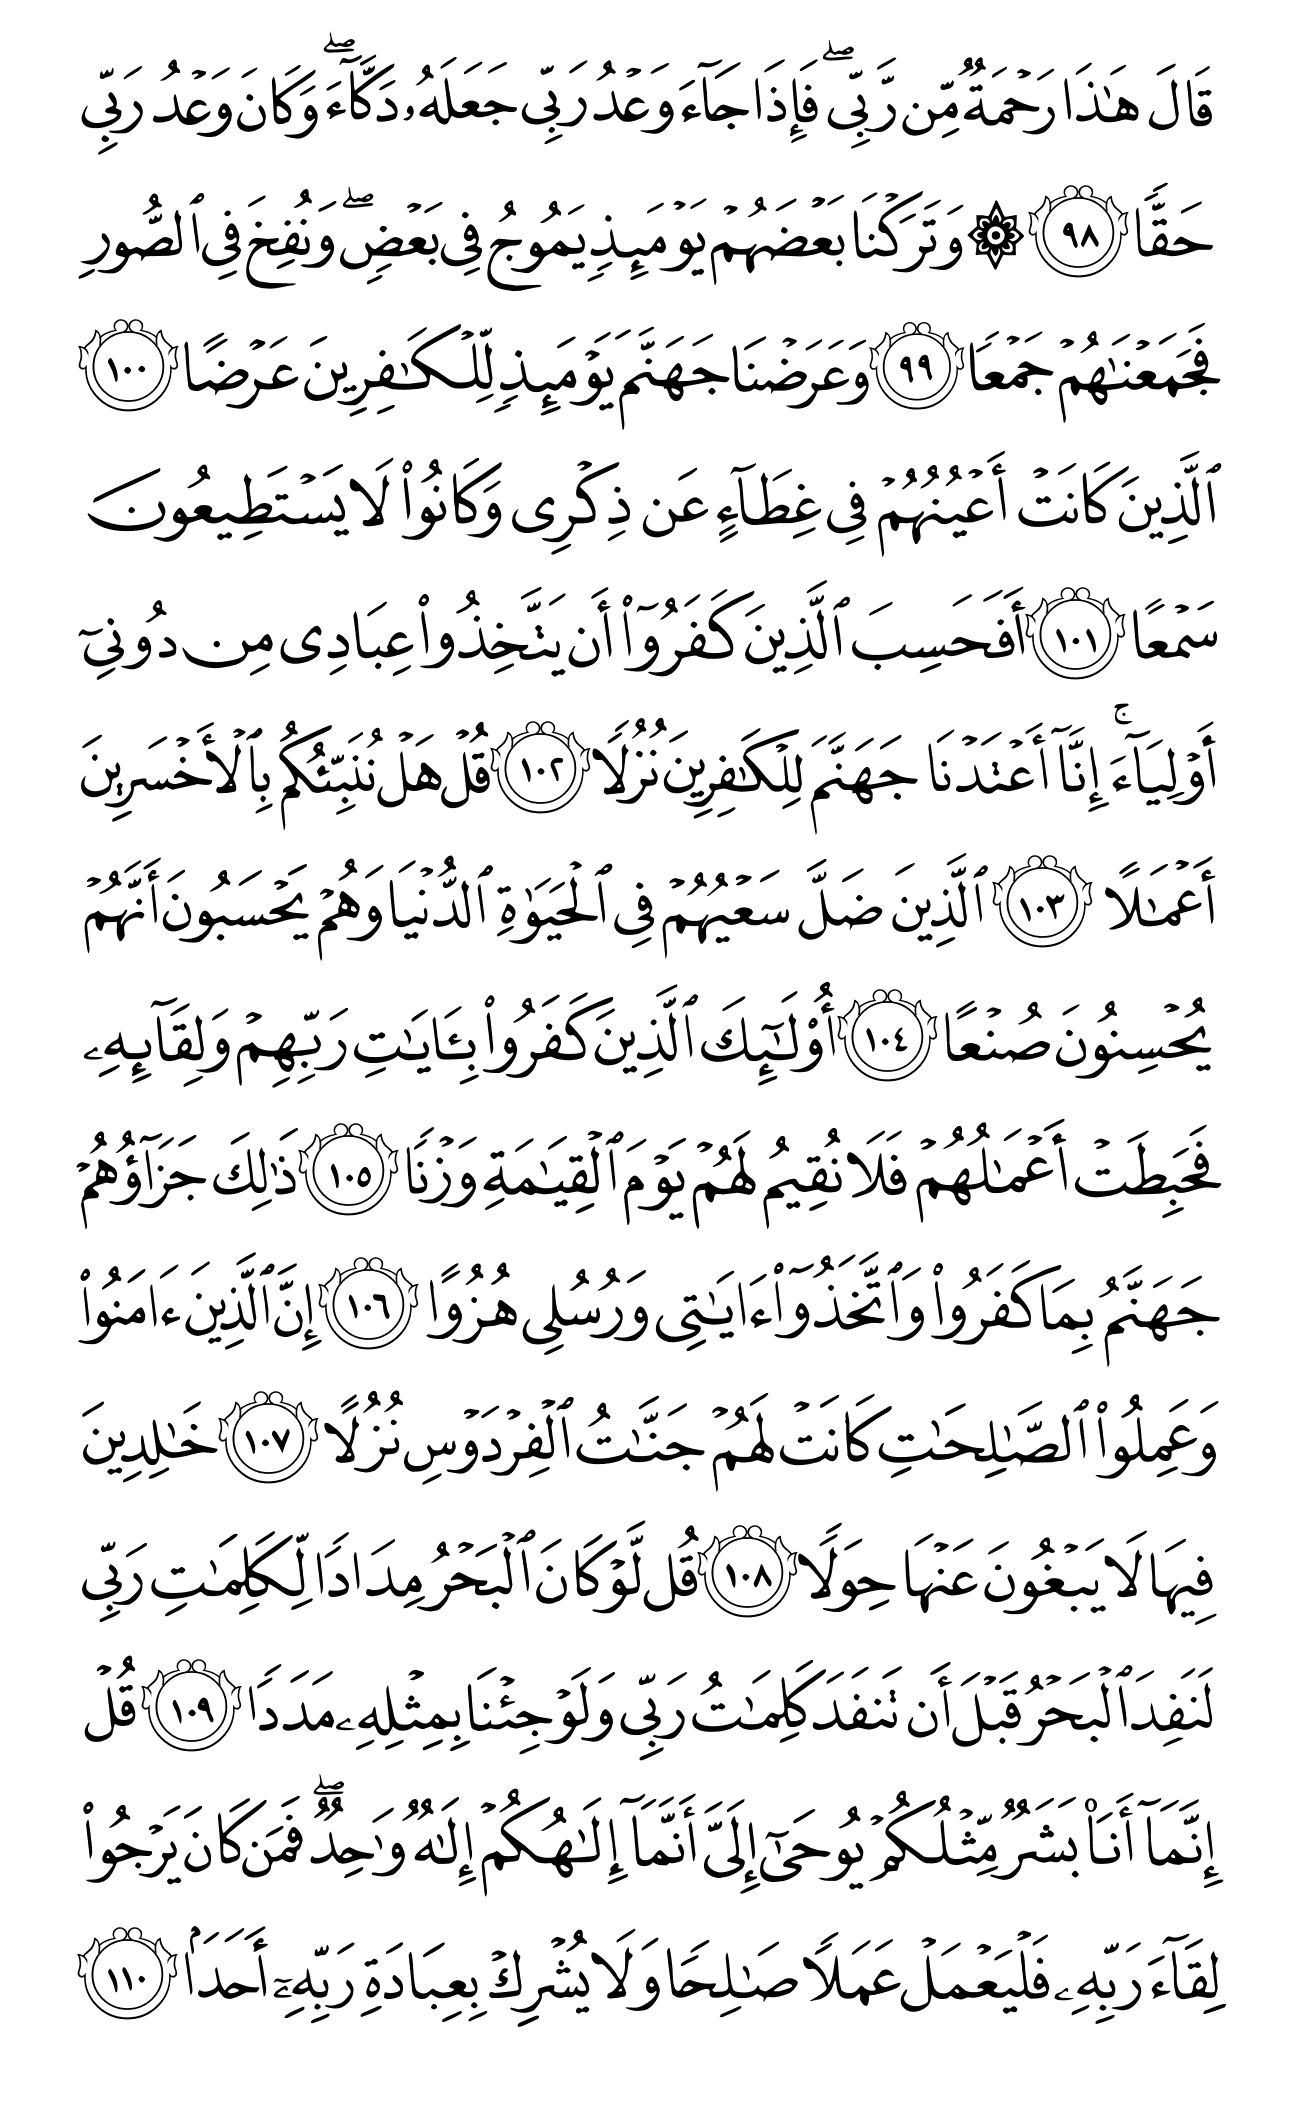 قَالَ هَٰذَا رَحْمَةٌ مِّن رَّبِّى ۖ فَإِذَا جَآءَ وَعْدُ رَبِّى جَعَلَهُۥ دَكَّآءَ ۖ وَكَانَ وَعْدُ رَبِّى
حَقًّا ٩٨ ۞ وَتَرَكْنَا بَعْضَهُمْ يَوْمَئِذٍ يَمُوجُ فِى بَعْضٍ ۖ وَنُفِخَ فِى ٱلصُّورِ
فَجَمَعْنَٰهُمْ جَمْعًا ٩٩ وَعَرَضْنَا جَهَنَّمَ يَوْمَئِذٍ لِّلْكَٰفِرِينَ عَرْضًا ١٠٠
ٱلَّذِينَ كَانَتْ أَعْيُنُهُمْ فِى غِطَآءٍ عَن ذِكْرِى وَكَانُوا۟ لَا يَسْتَطِيعُونَ
سَمْعًا ١٠١ أَفَحَسِبَ ٱلَّذِينَ كَفَرُوٓا۟ أَن يَتَّخِذُوا۟ عِبَادِى مِن دُونِىٓ
أَوْلِيَآءَ ۚ إِنَّآ أَعْتَدْنَا جَهَنَّمَ لِلْكَٰفِرِينَ نُزُلًا ١٠٢ قُلْ هَلْ نُنَبِّئُكُم بِٱلْأَخْسَرِينَ
أَعْمَٰلًا ١٠٣ ٱلَّذِينَ ضَلَّ سَعْيُهُمْ فِى ٱلْحَيَوٰةِ ٱلدُّنْيَا وَهُمْ يَحْسَبُونَ أَنَّهُمْ
يُحْسِنُونَ صُنْعًا ١٠٤ أُو۟لَٰٓئِكَ ٱلَّذِينَ كَفَرُوا۟ بِـَٔايَٰتِ رَبِّهِمْ وَلِقَآئِهِۦ
فَحَبِطَتْ أَعْمَٰلُهُمْ فَلَا نُقِيمُ لَهُمْ يَوْمَ ٱلْقِيَٰمَةِ وَزْنًا ١٠٥ ذَٰلِكَ جَزَآؤُهُمْ
جَهَنَّمُ بِمَا كَفَرُوا۟ وَٱتَّخَذُوٓا۟ ءَايَٰتِى وَرُسُلِى هُزُوًا ١٠٦ إِنَّ ٱلَّذِينَ ءَامَنُوا۟
وَعَمِلُوا۟ ٱلصَّٰلِحَٰتِ كَانَتْ لَهُمْ جَنَّٰتُ ٱلْفِرْدَوْسِ نُزُلًا ١٠٧ خَٰلِدِينَ
فِيهَا لَا يَبْغُونَ عَنْهَا حِوَلًا ١٠٨ قُل لَّوْ كَانَ ٱلْبَحْرُ مِدَادًا لِّكَلِمَٰتِ رَبِّى
لَنَفِدَ ٱلْبَحْرُ قَبْلَ أَن تَنفَدَ كَلِمَٰتُ رَبِّى وَلَوْ جِئْنَا بِمِثْلِهِۦ مَدَدًا ١٠٩ قُلْ
إِنَّمَآ أَنَا۠ بَشَرٌ مِّثْلُكُمْ يُوحَىٰٓ إِلَىَّ أَنَّمَآ إِلَٰهُكُمْ إِلَٰهٌ وَٰحِدٌ ۖ فَمَن كَانَ يَرْجُوا۟
لِقَآءَ رَبِّهِۦ فَلْيَعْمَلْ عَمَلًا صَٰلِحًا وَلَا يُشْرِكْ بِعِبَادَةِ رَبِّهِۦٓ أَحَدًۢا ١١٠